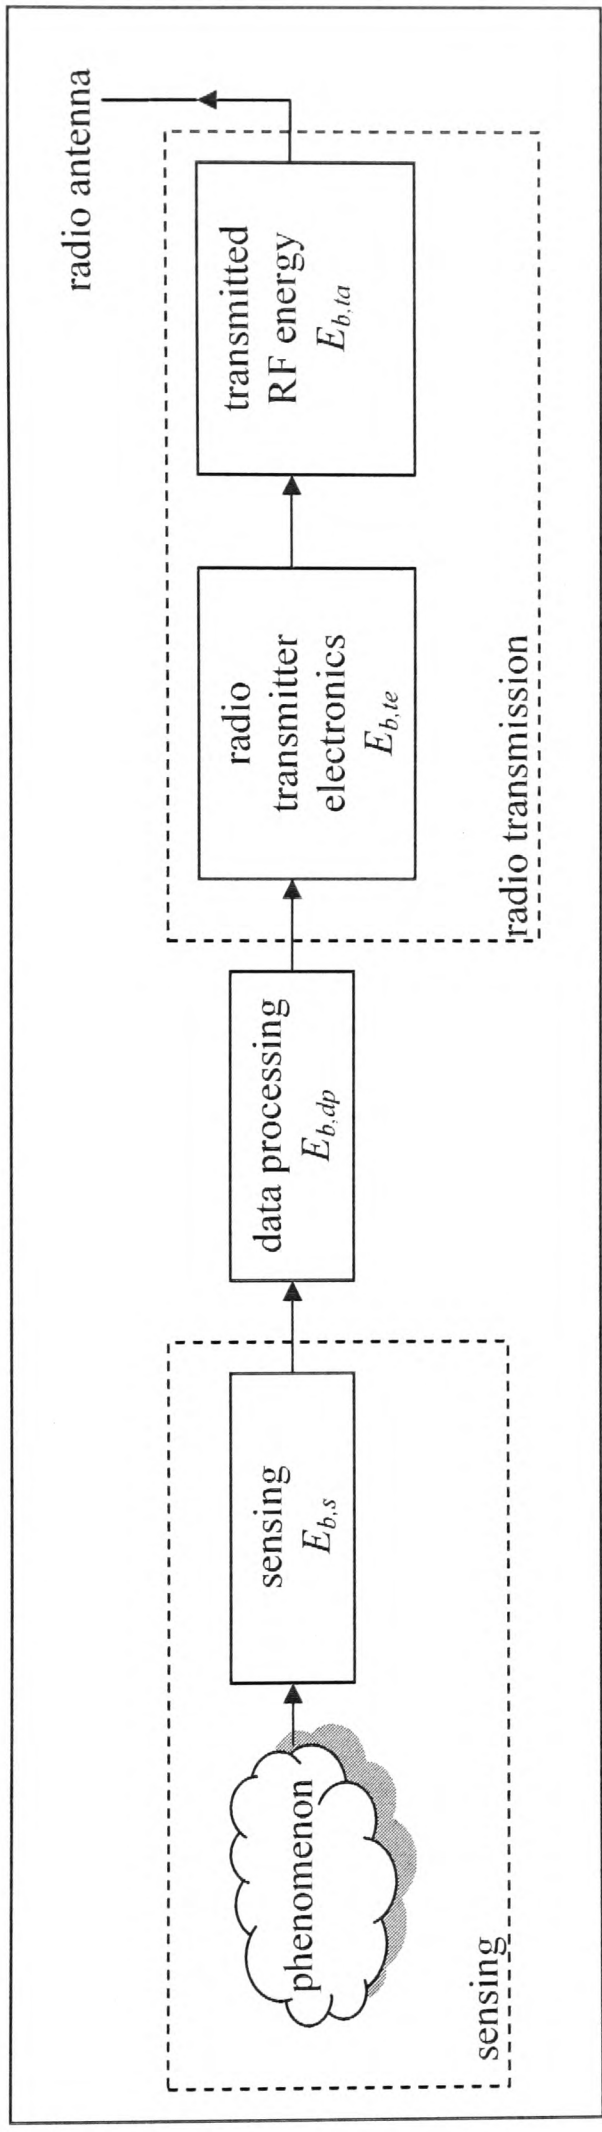 phenomenon
sensing
E_{b,s}
sensing
data processing
E_{b,dp}
radio
transmitter
electronics
E_{b,te}
transmitted
RF energy
E_{b,ta}
radio transmission
radio antenna